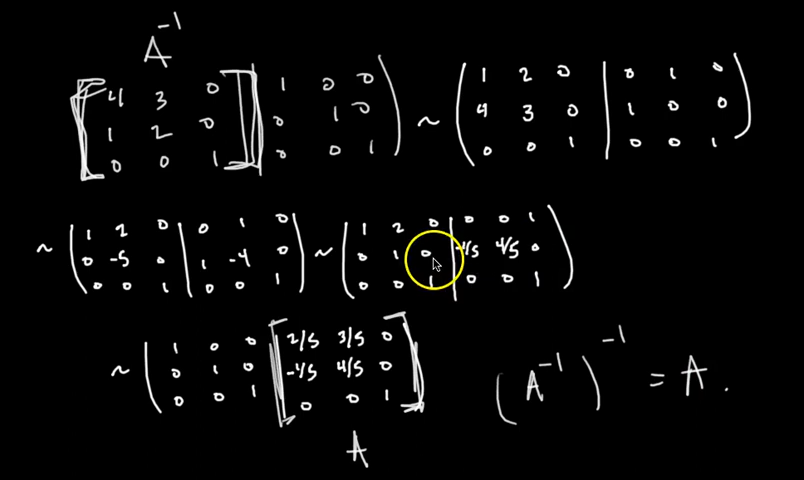 A⁻¹
[4 3 0 | 1 0 0) ~ (1 2 0 | 0 1 0)
[1 2 0 | 0 1 0) (4 3 0 | 1 0 0)
[0 0 1 | 0 0 1) (0 0 1 | 0 0 1)
~ (1 2 0 | 0 1 0) ~ (1 2 0 | 0 0 1)
(0 -5 0 | 1 -4 0) (0 1 0 | -1/5 4/5 0)
(0 0 1 | 0 0 1) (0 0 1 | 0 0 1)
~ (1 0 0 [2/5 3/5 0]
(0 1 0 [-1/5 4/5 0] (A⁻¹)⁻¹ = A.
(0 0 1 [0 0 1]
A